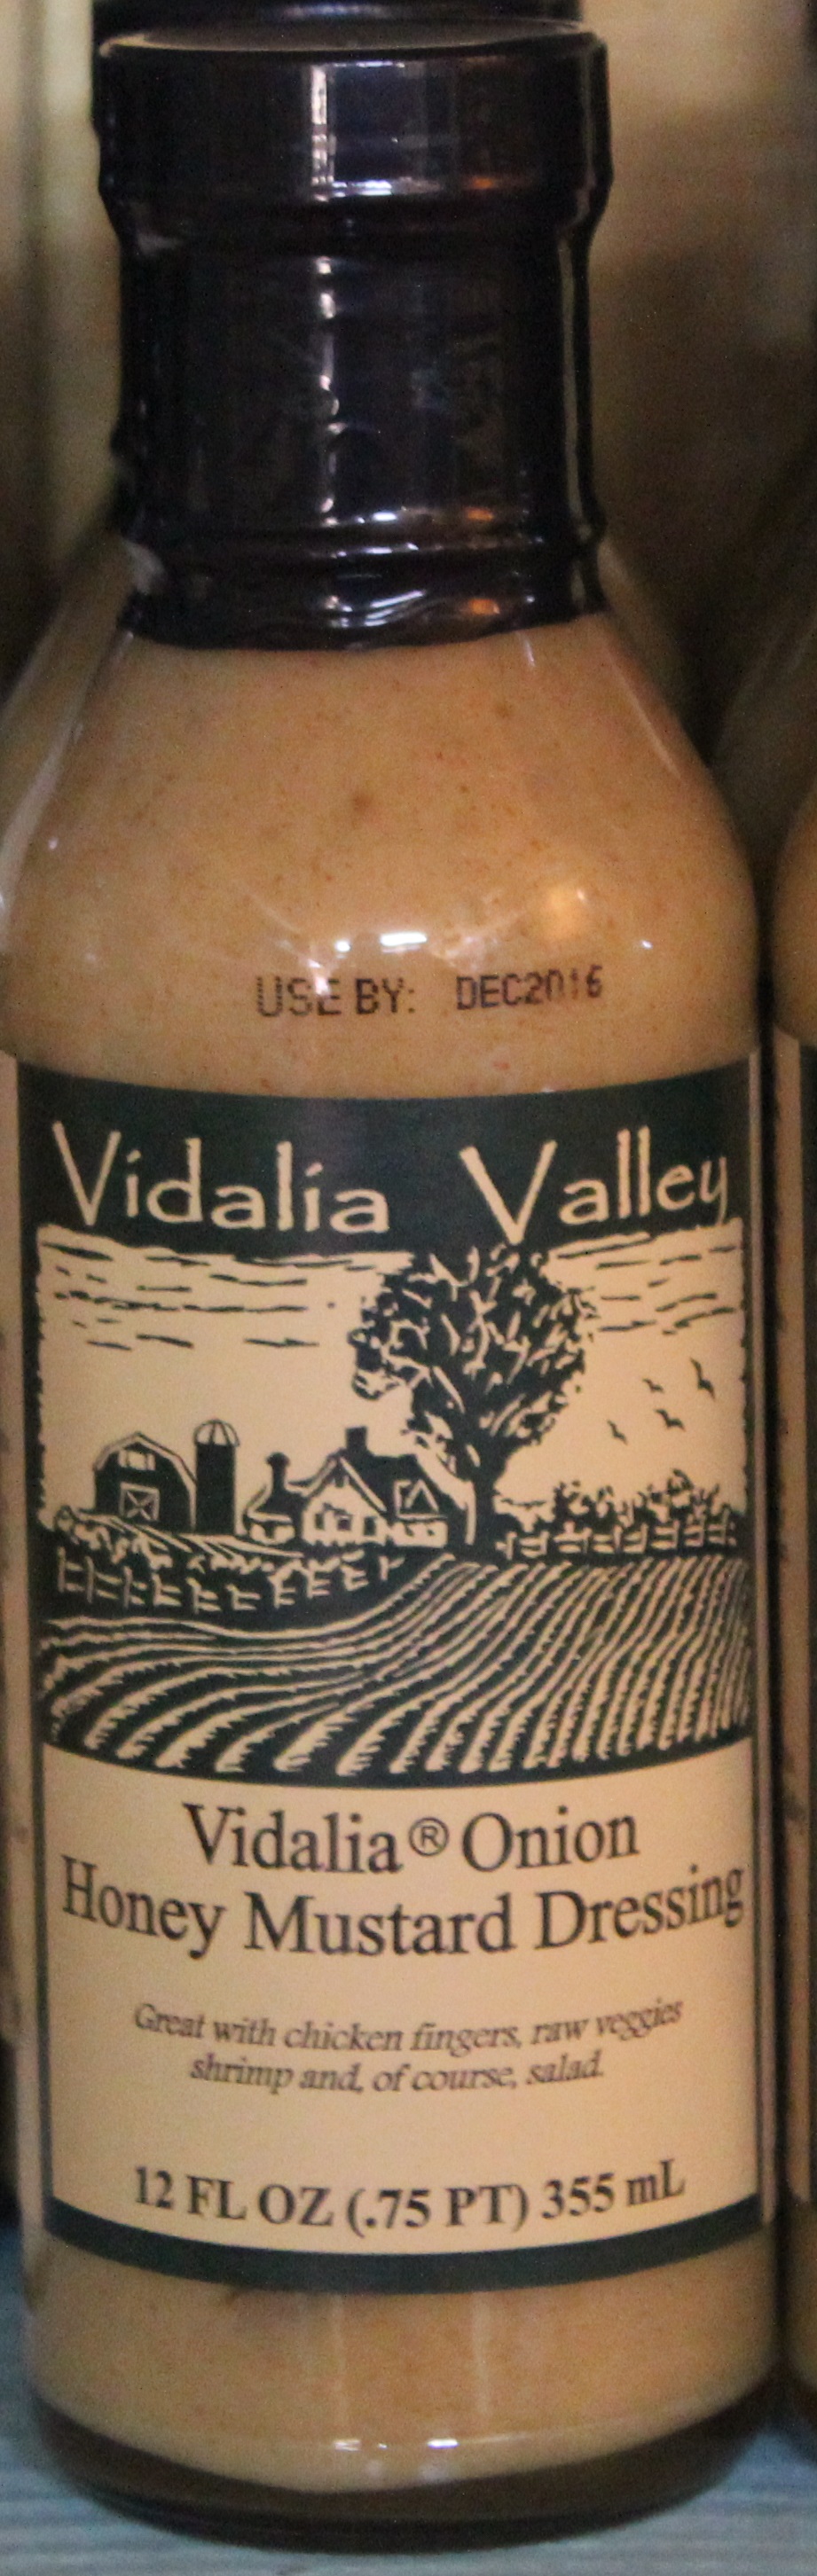 USE BY: DEC2016
Vidalia Valley
Vidalia® Onion
Honey Mustard Dressing
Great with chicken fingers, raw veggies
shrimp and, of course, salad.
12 FL OZ (.75 PT) 355 mL